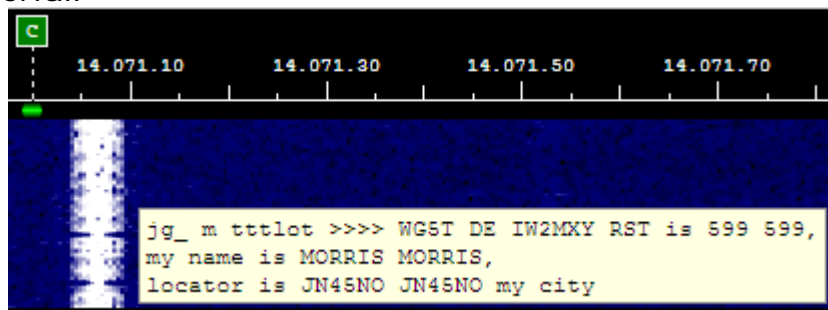 C
14.071.10 14.071.30 14.071.50 14.071.70
jg_ m tttlot >>>> WG5T DE IW2MXY RST is 599 599,
my name is MORRIS MORRIS,
locator is JN45NO JN45NO my city